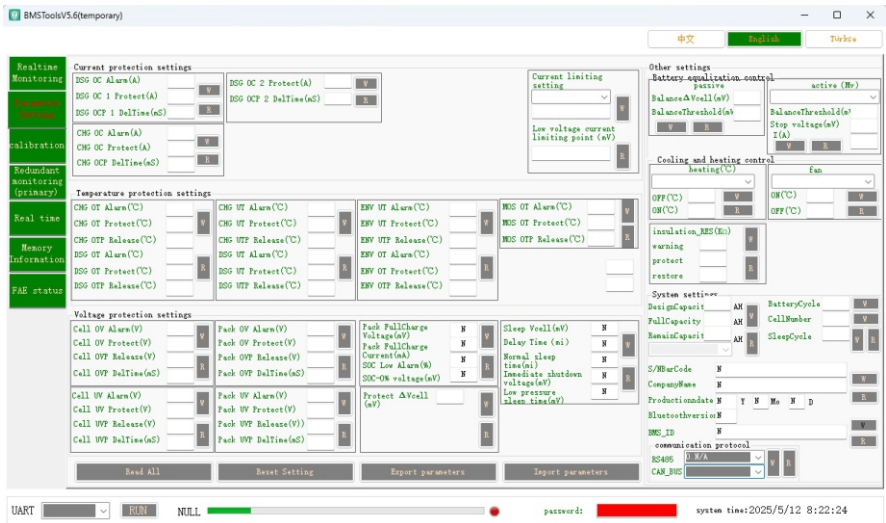 BMSToolsV5.6(temporary)
中文
English
Türkce
Realtime
Monitoring
Parameter
Setting
calibration
Redundant
monitoring
(primary)
Real time
Memory
Information
FAE status
Current protection settings
DSG OC Alarm(A)
DSG OC 1 Protect(A)
DSG OCP 1 DelTime(mS)
W
R
DSG OC 2 Protect(A)
DSG OCP 2 DelTime(mS)
W
R
CHG OC Alarm(A)
CHG OC Protect(A)
CHG OCP DelTime(mS)
W
R
Current limiting
setting
Low voltage current
limiting point (mV)
W
R
Temperature protection settings
CHG OT Alarm(℃)
CHG OT Protect(℃)
CHG OTP Release(℃)
DSG OT Alarm(℃)
DSG OT Protect(℃)
DSG OTP Release(℃)
W
R
CHG UT Alarm(℃)
CHG UT Protect(℃)
CHG UTP Release(℃)
DSG UT Alarm(℃)
DSG UT Protect(℃)
DSG UTP Release(℃)
W
R
ENV UT Alarm(℃)
ENV UT Protect(℃)
ENV UTP Release(℃)
ENV OT Alarm(℃)
ENV OT Protect(℃)
ENV OTP Release(℃)
W
R
MOS OT Alarm(℃)
MOS OT Protect(℃)
MOS OTP Release(℃)
W
R
Voltage protection settings
Cell OV Alarm(V)
Cell OV Protect(V)
Cell OVP Release(V)
Cell OVP DelTime(mS)
W
R
Pack OV Alarm(V)
Pack OV Protect(V)
Pack OVP Release(V)
Pack OVP DelTime(mS)
W
R
Pack FullCharge
Voltage(mV) N
Pack FullCharge
Current(mA) N
SOC Low Alarm(%) N
SOC-0% voltage(mV) N
W
R
Sleep Vcell(mV) N
Delay Time (mi) N
Normal sleep
time(mi) N
Immediate shutdown
voltage(mV) N
Low pressure
sleep time(mV) N
W
R
Cell UV Alarm(V)
Cell UV Protect(V)
Cell UVP Release(V)
Cell UVP DelTime(mS)
W
R
Pack UV Alarm(V)
Pack UV Protect(V)
Pack UVP Release(V))
Pack UVP DelTime(mS)
W
R
Protect ΔVcell
(mV)
W
R
Read All
Reset Setting
Export parameters
Import parameters
Other settings
Battery equalization control
passive
BalanceΔVcell(mV)
BalanceThreshold(mV
W R
active (Mv)
BalanceThreshold(m
Stop voltage(mV)
I(A)
W R
Cooling and heating control
heating(℃)
OFF(℃) W
ON(℃) R
fan
ON(℃) W
OFF(℃) R
insulation_RES(KΩ)
warning
protect
restore
W
R
System settings
DesignCapacit AH
FullCapacity AH
RemainCapacit AH
W
R
BatteryCycle W
CellNumber V
SleepCycle W R
S/NBarCode N
CompanyName N
Productionndate N Y N Mo N D
BluetoothversioN
W
R
BMS_ID N
W
R
communication protocol
RS485 0.N/A
CAN_BUS
W R
UART
RUN
NULL
password:
system time:2025/5/12 8:22:24